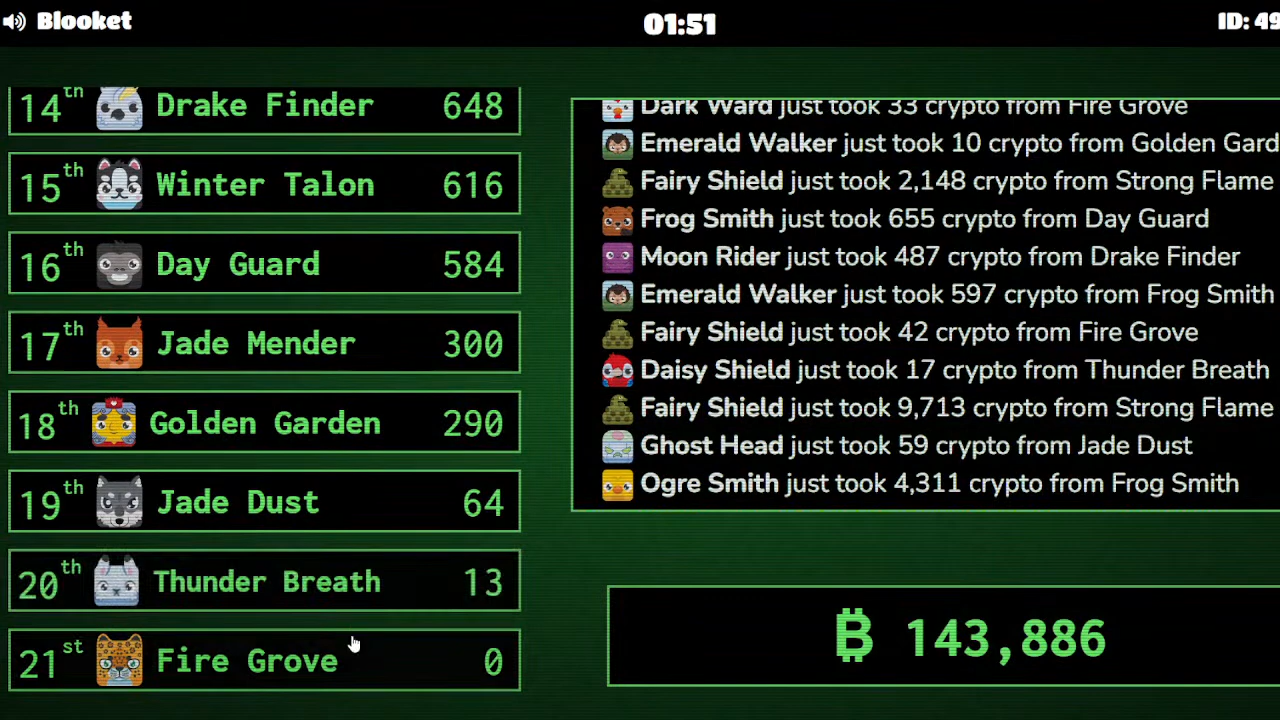 Blooket
01:51
ID: 49
14th Drake Finder 648
15th Winter Talon 616
16th Day Guard 584
17th Jade Mender 300
18th Golden Garden 290
19th Jade Dust 64
20th Thunder Breath 13
21st Fire Grove 0
Dark Ward just took 33 crypto from Fire Grove
Emerald Walker just took 10 crypto from Golden Gard
Fairy Shield just took 2,148 crypto from Strong Flame
Frog Smith just took 655 crypto from Day Guard
Moon Rider just took 487 crypto from Drake Finder
Emerald Walker just took 597 crypto from Frog Smith
Fairy Shield just took 42 crypto from Fire Grove
Daisy Shield just took 17 crypto from Thunder Breath
Fairy Shield just took 9,713 crypto from Strong Flame
Ghost Head just took 59 crypto from Jade Dust
Ogre Smith just took 4,311 crypto from Frog Smith
₿ 143,886